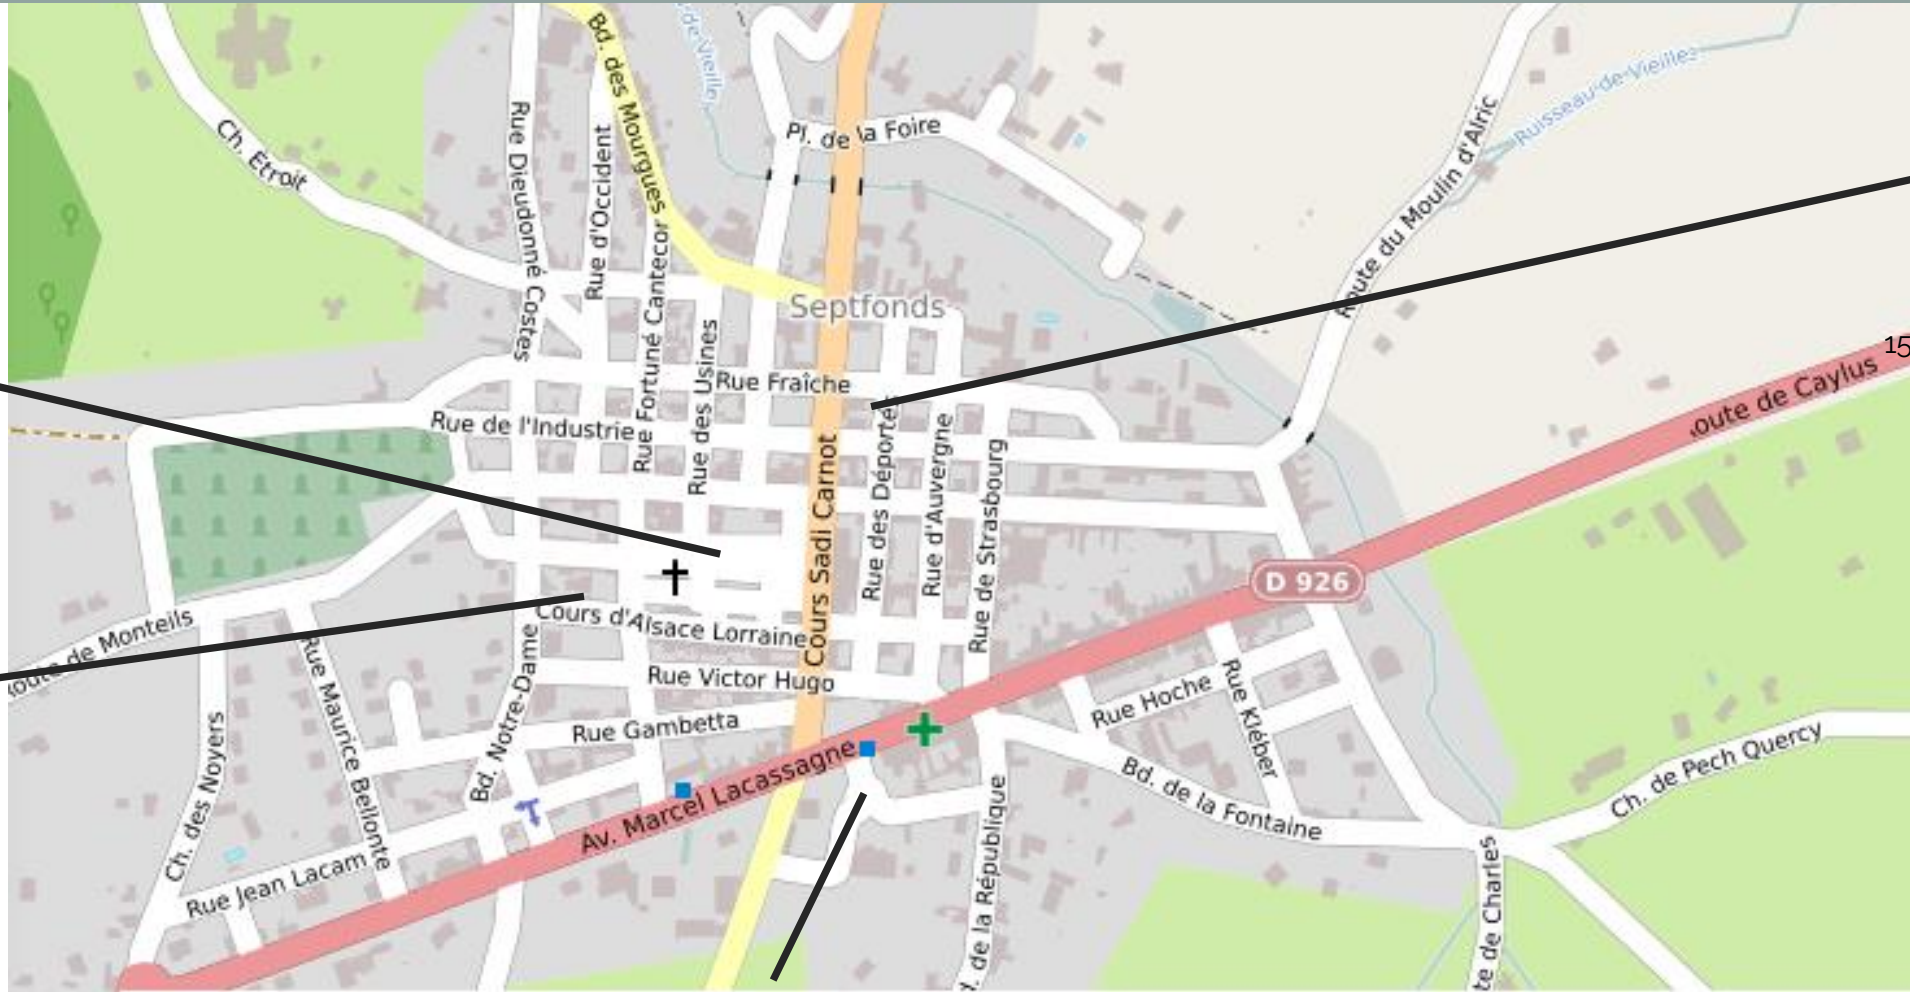 Bd. des Mourgues
de Vieille
Pl. de la Foire
Rue Dieudonné Costes
Rue d'Occident
Ch. Etroit
Ruisseau de Vieilles
Route du Moulin d'Alric
Rue Fortuné Cantecor
Septfonds
Rue des Usines
15
oute de Caylus
Rue Fraîche
Rue de l'Industrie
Cours Sadi Carnot
Rue des Déportés
Rue d'Auvergne
Rue de Strasbourg
D 926
Cours d'Alsace Lorraine
Route de Monteils
Rue Maurice Bellonte
Bd. Notre-Dame
Rue Victor Hugo
Rue Gambetta
Rue Hoche
Rue Kléber
Ch. des Noyers
Av. Marcel Lacassagne
Bd. de la Fontaine
Ch. de Pech Quercy
Rue Jean Lacam
d. de la République
te de Charles